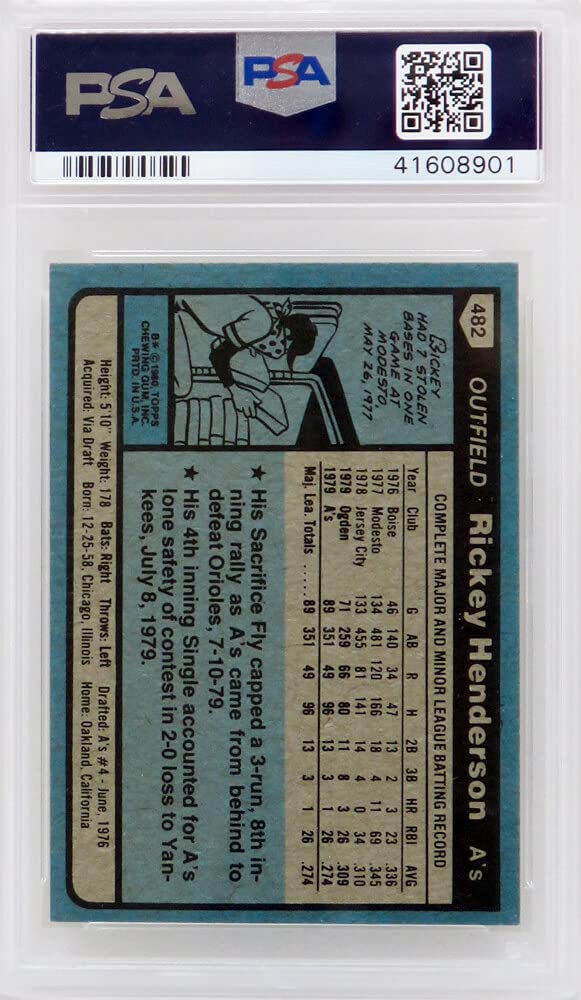 PSA
PSA
41608901
482
OUTFIELD · Rickey Henderson A's
RICKEY
HAD 7 STOLEN
BASES IN ONE
GAME AT
MODESTO,
MAY 26, 1977
B* © 1980 TOPPS
CHEWING GUM, INC.
PRTD. IN U.S.A.
COMPLETE MAJOR AND MINOR LEAGUE BATTING RECORD
Year Club G AB R H 2B 3B HR RBI AVG
1976 Boise 46 140 34 47 13 2 3 23 .336
1977 Modesto 134 481 120 166 18 4 11 69 .345
1978 Jersey City 133 455 81 141 14 4 0 34 .310
1979 Ogden 71 259 66 80 11 8 3 26 .309
1979 A's 89 351 49 96 13 3 1 26 .274
Maj. Lea. Totals ..... 89 351 49 96 13 3 1 26 .274
★ His Sacrifice Fly capped a 3-run, 8th in-
ning rally as A's came from behind to
defeat Orioles, 7-10-79.
★ His 4th inning Single accounted for A's
lone safety of contest in 2-0 loss to Yan-
kees, July 8, 1979.
Height: 5'10" Weight: 178 Bats: Right Throws: Left Drafted: A's #4 - June, 1976
Acquired: Via Draft Born: 12-25-58, Chicago, Illinois Home: Oakland, California